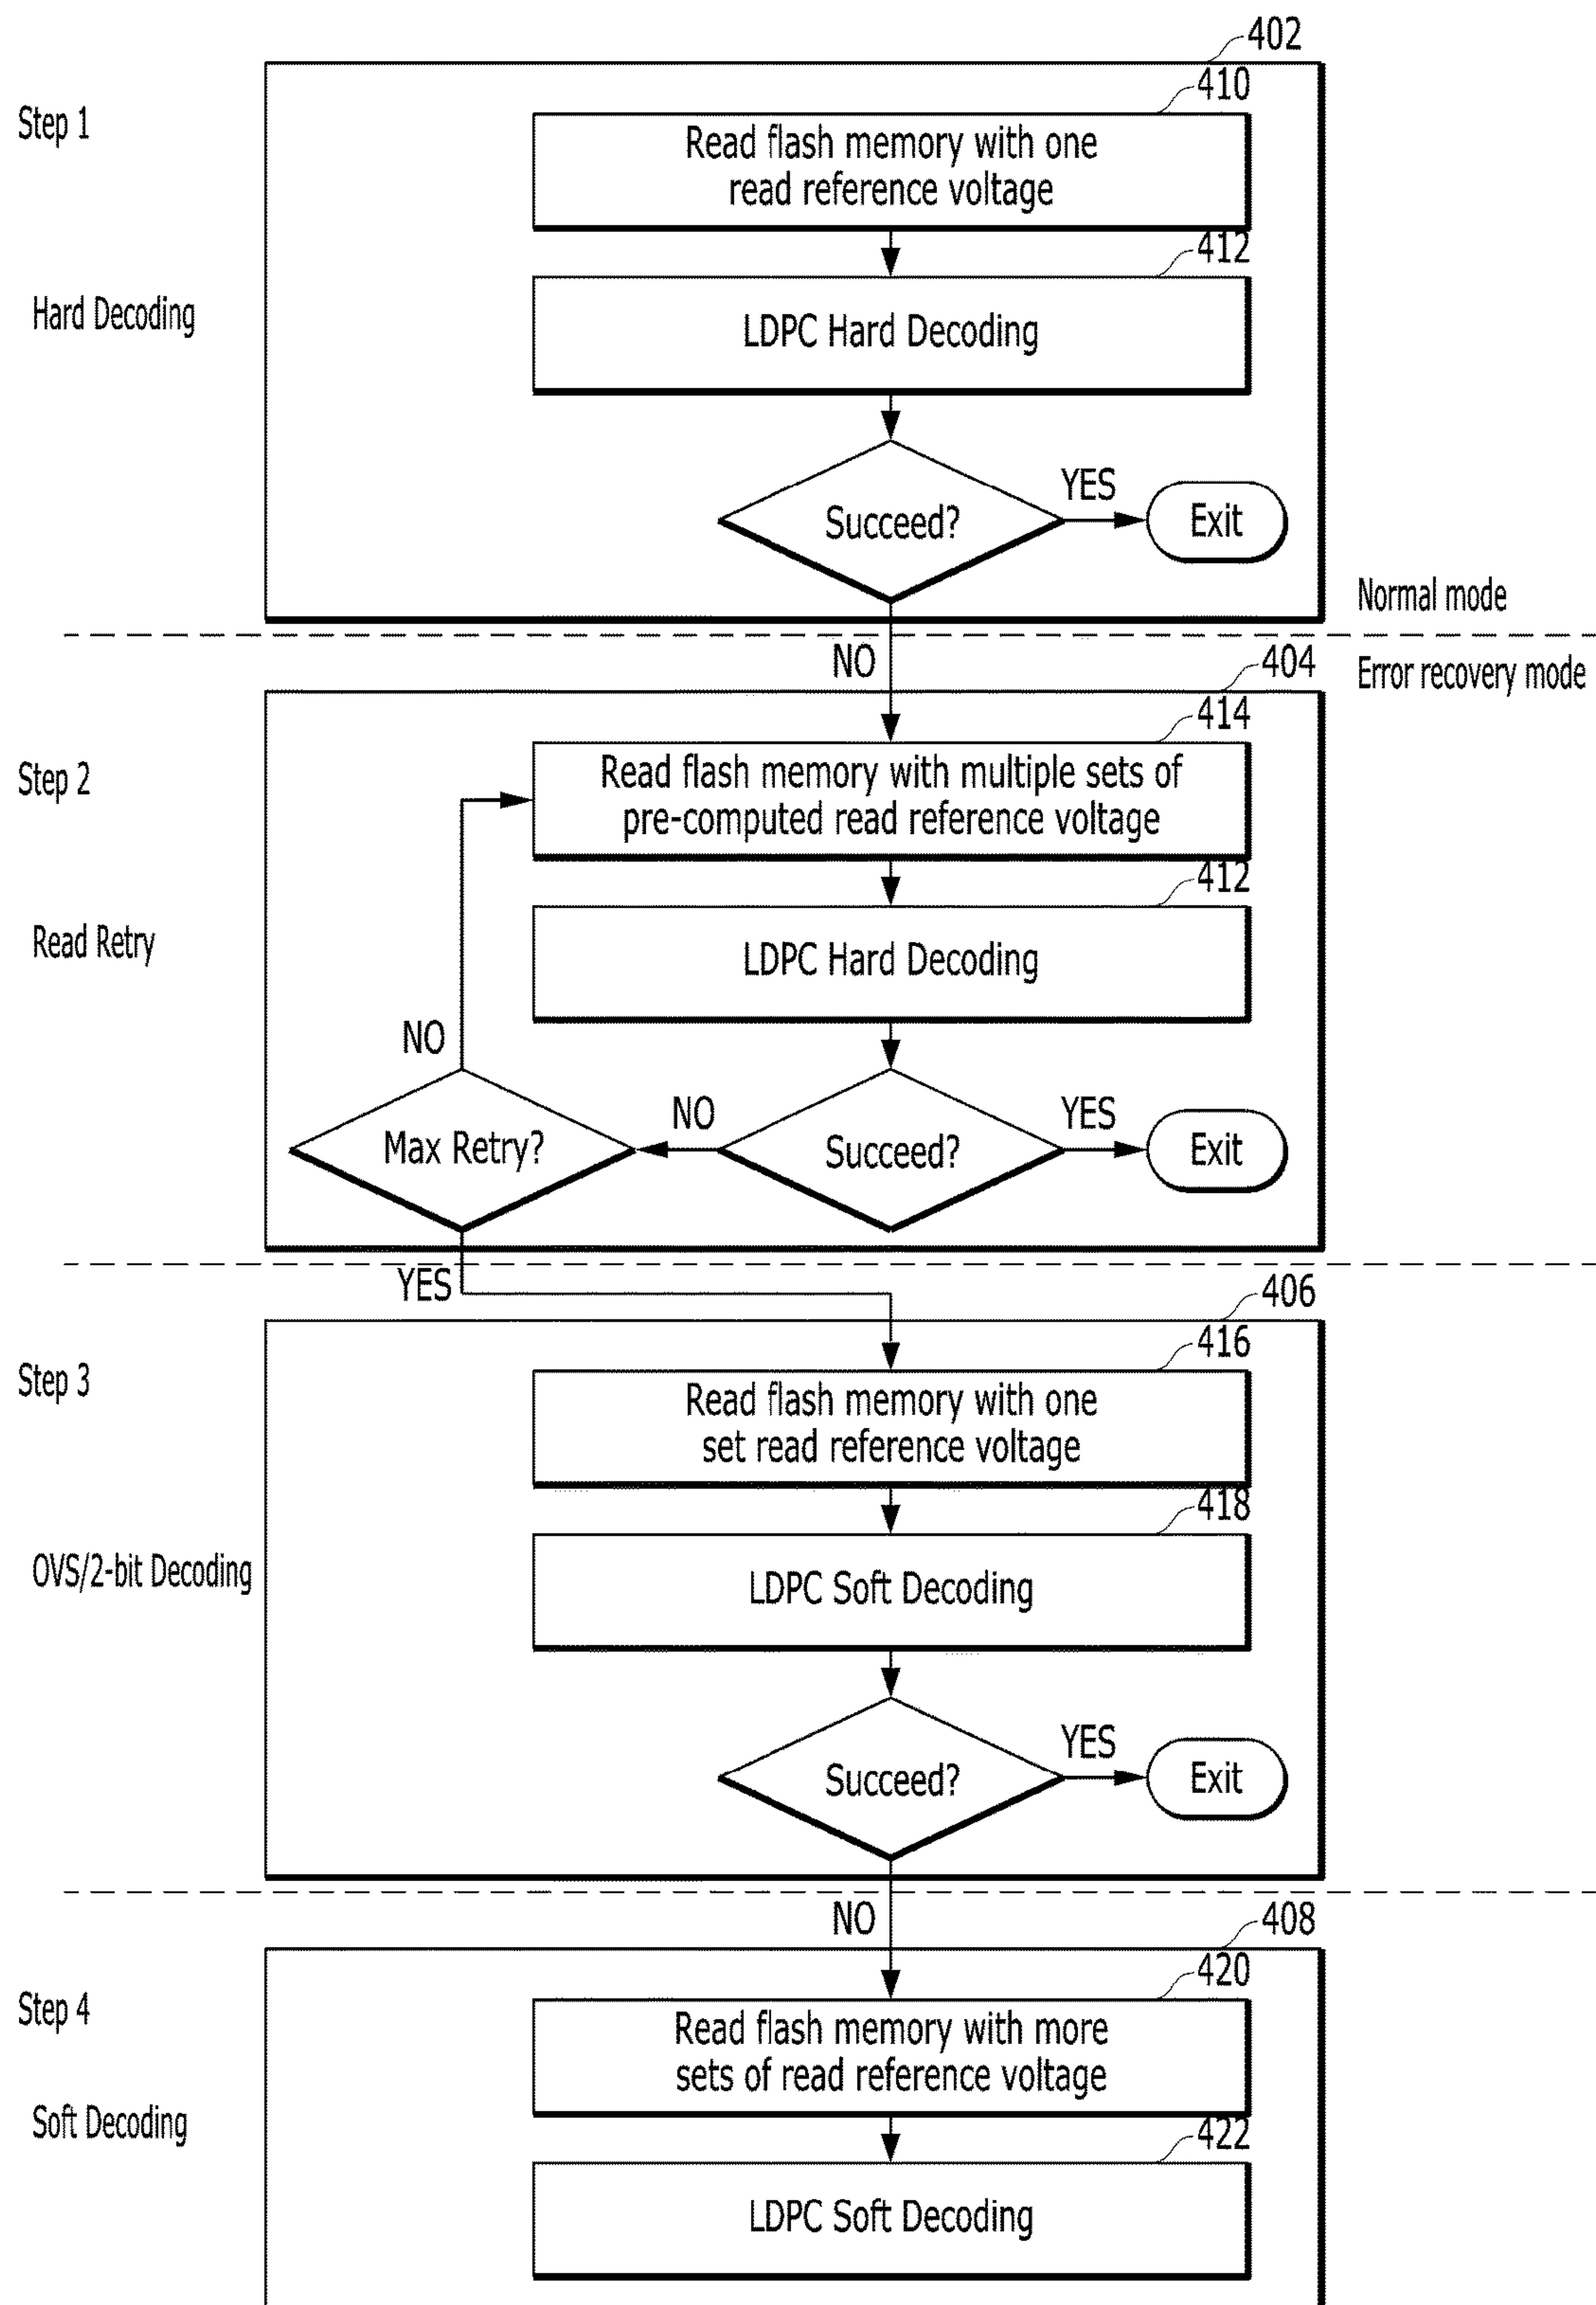 402
410
Step 1
Read flash memory with one
read reference voltage
412
Hard Decoding
LDPC Hard Decoding
YES
Succeed?
Exit
Normal mode
NO
404
Error recovery mode
414
Step 2
Read flash memory with multiple sets of
pre-computed read reference voltage
412
Read Retry
LDPC Hard Decoding
NO
NO
YES
Max Retry?
Succeed?
Exit
YES
406
416
Step 3
Read flash memory with one
set read reference voltage
418
OVS/2-bit Decoding
LDPC Soft Decoding
YES
Succeed?
Exit
NO
408
420
Step 4
Read flash memory with more
sets of read reference voltage
Soft Decoding
422
LDPC Soft Decoding